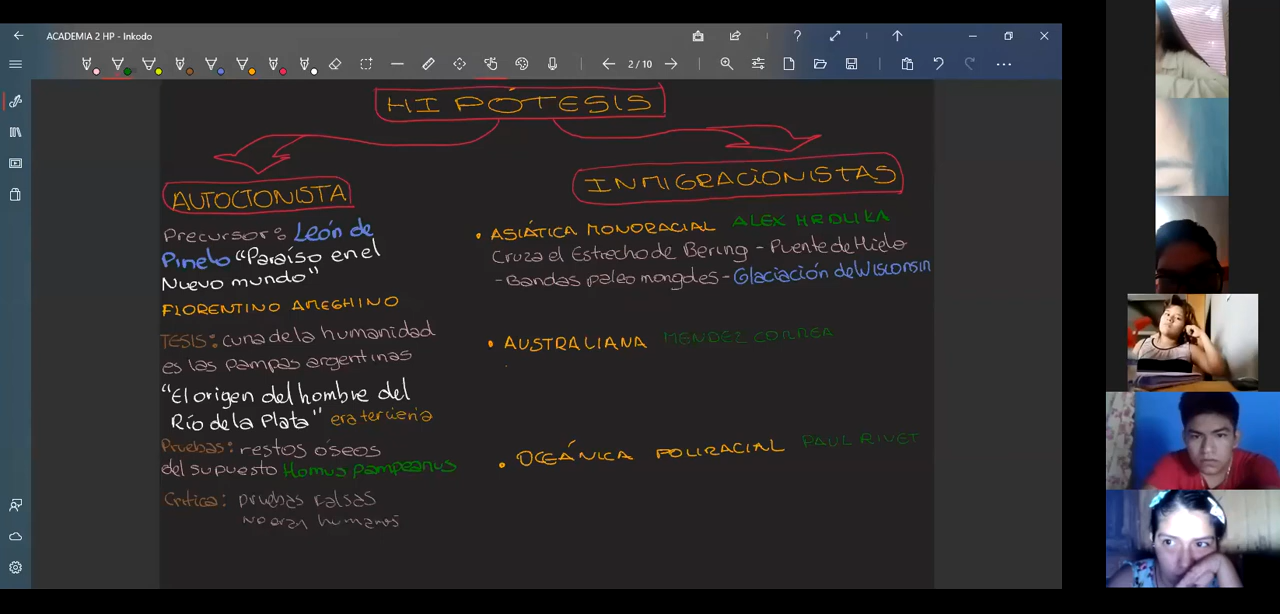 ACADEMIA 2 HP - Inkodo
2/10
HIPÓTESIS
AUTOCTONISTA
Precursor: León de
Pinelo "Paraíso en el
Nuevo mundo"
FLORENTINO AMEGHINO
TESIS: cuna de la humanidad
es las pampas argentinas
"El origen del hombre del
Río de la Plata" era terciería
Pruebas: restos óseos
del supuesto Homus pampeanus
Crítica: pruebas falsas
no eran humanos
INMIGRACIONISTAS
• ASIÁTICA MONORACIAL ALEX HRDLIKA
Cruza el Estrecho de Bering - Puente de Hielo
- Bandas paleo mongoles - Glaciación de Wisconsin
• AUSTRALIANA MENDEZ CORREA
• OCEÁNICA POLIRACIAL PAUL RIVET